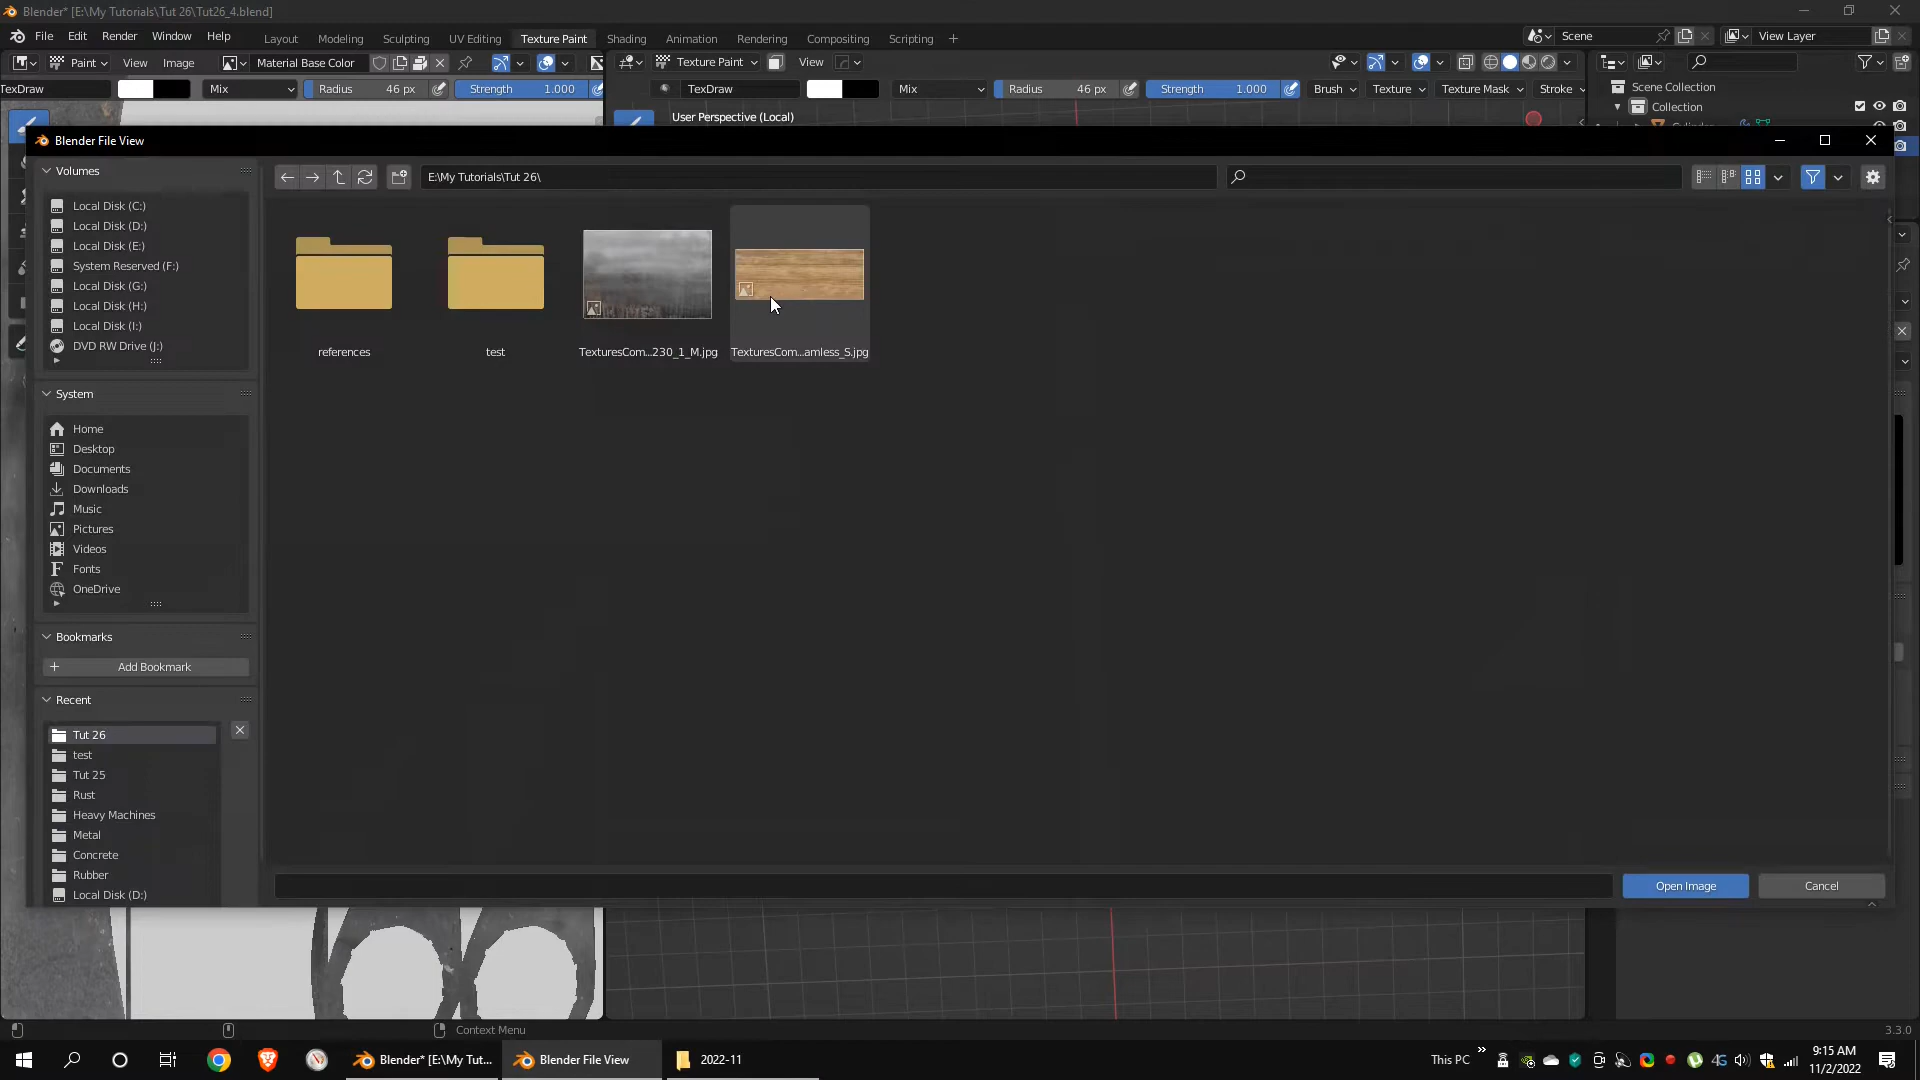 Blender* [E:\My Tutorials\Tut 26\Tut26_4.blend]
File Edit Render Window Help Layout Modeling Sculpting UV Editing Texture Paint Shading Animation Rendering Compositing Scripting + Scene View Layer
Paint View Image Material Base Color Texture Paint View
TexDraw Mix Radius 46 px Strength 1.000 TexDraw Mix Radius 46 px Strength 1.000 Brush Texture Texture Mask Stroke Scene Collection
Collection
User Perspective (Local)
Blender File View
Volumes
E:\My Tutorials\Tut 26\
Local Disk (C:)
Local Disk (D:)
Local Disk (E:)
System Reserved (F:)
Local Disk (G:)
Local Disk (H:)
Local Disk (I:)
DVD RW Drive (J:)
references test TexturesCom...230_1_M.jpg TexturesCom...amless_S.jpg
System
Home
Desktop
Documents
Downloads
Music
Pictures
Videos
Fonts
OneDrive
Bookmarks
+ Add Bookmark
Recent
Tut 26
test
Tut 25
Rust
Heavy Machines
Metal
Concrete
Rubber
Local Disk (D:)
Open Image Cancel
Context Menu 3.3.0
Blender* [E:\My Tut... Blender File View 2022-11 This PC 4G 9:15 AM
11/2/2022